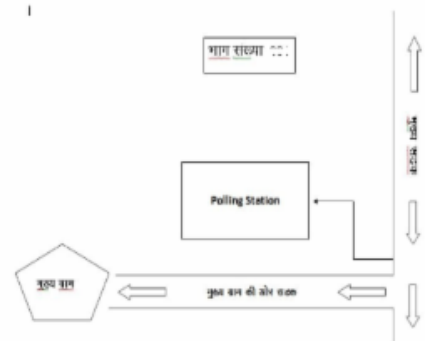 भाग संख्या
मुख्य सड़क
Polling Station
मुख्य ग्राम
मुख्य ग्राम की ओर सड़क